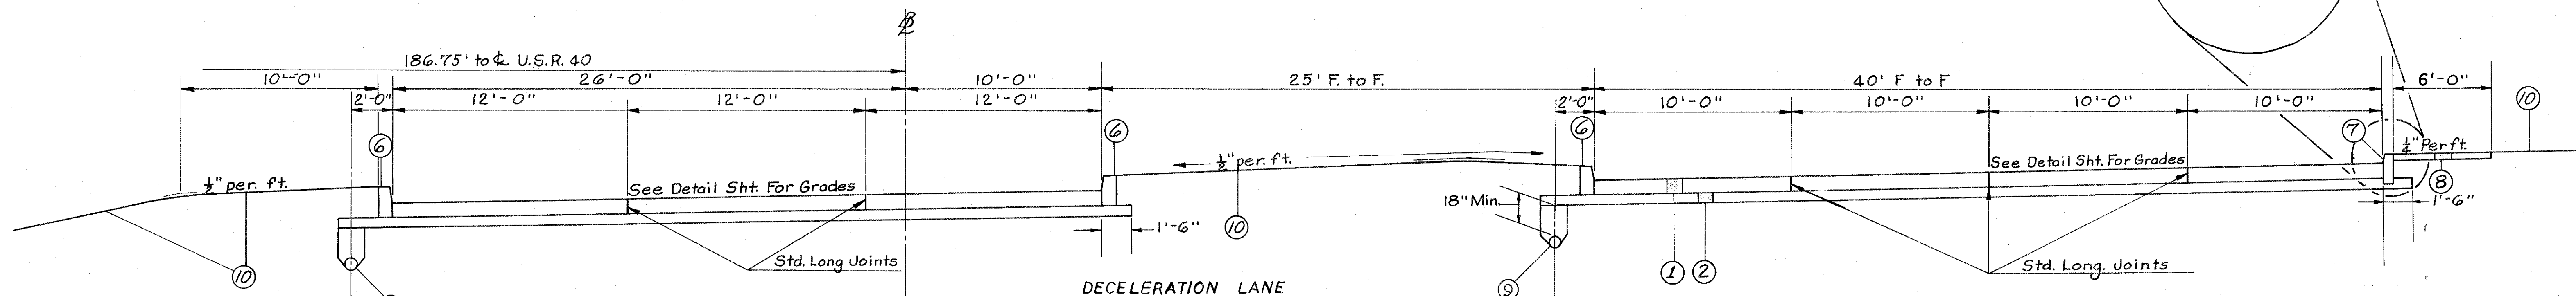 186.75' to ℄ U.S.R. 40
10'-0" 26'-0" 10'-0" 25' F. to F. 40' F to F 6'-0"
2'-0" 12'-0" 12'-0" 12'-0" 2'-0" 10'-0" 10'-0" 10'-0" 10'-0"
10
6 6 6 7
1/4" Per ft.
1/2" per. ft. See Detail Sht. For Grades 1/2" per. ft. See Detail Sht. For Grades
8
18" Min. 1'-6"
10 1'-6"
10 Std. Long Joints 1 2 Std. Long. Joints
DECELERATION LANE 9